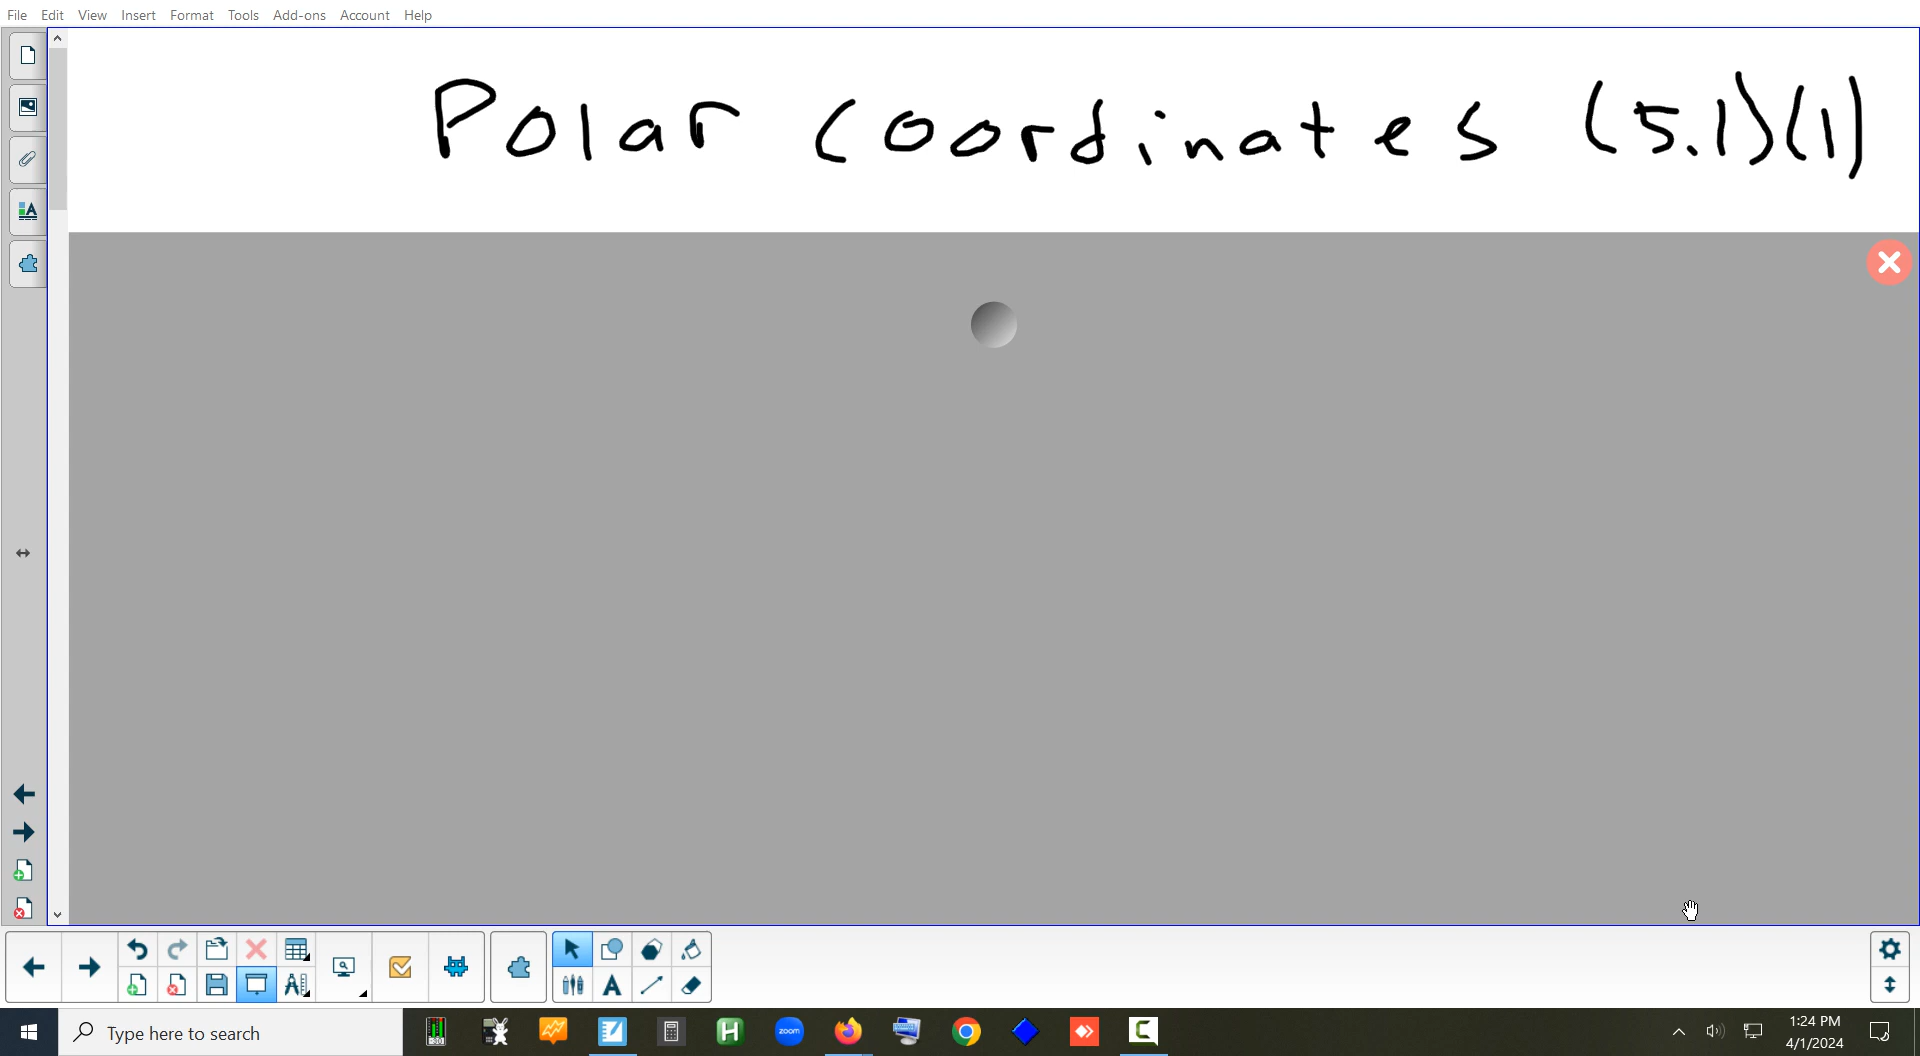 File Edit View Insert Format Tools Add-ons Account Help
Polar coordinates (5.1)(1)
Type here to search
zoom
1:24 PM
4/1/2024